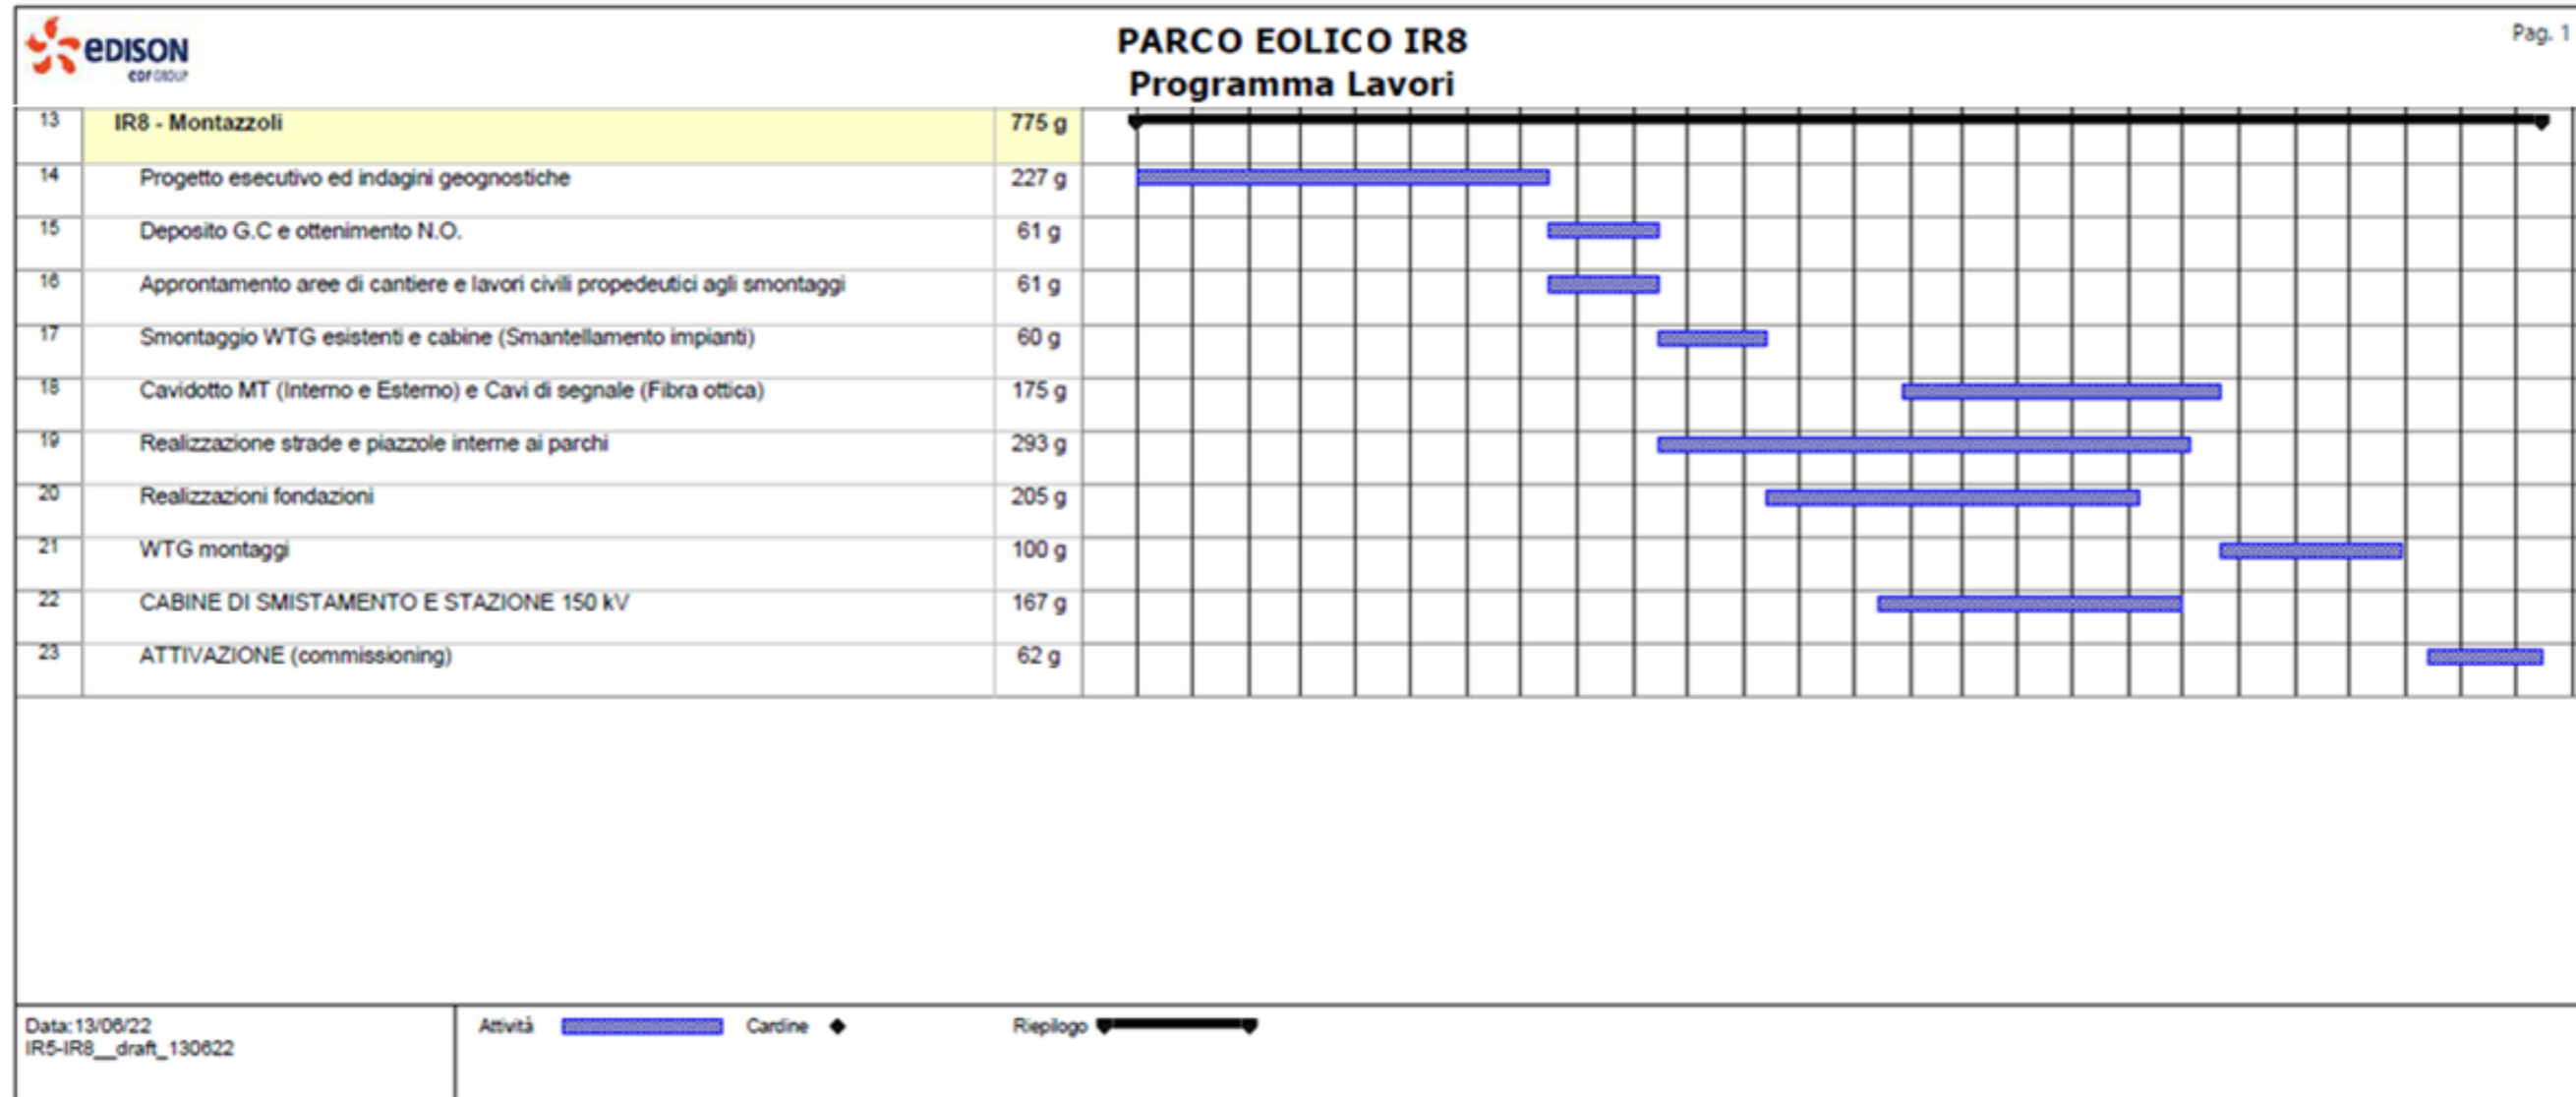 eDISON
edf GROUP
PARCO EOLICO IR8
Programma Lavori
Pag. 1
13 IR8 - Montazzoli 775 g
14 Progetto esecutivo ed indagini geognostiche 227 g
15 Deposito G.C e ottenimento N.O. 61 g
16 Approntamento aree di cantiere e lavori civili propedeutici agli smontaggi 61 g
17 Smontaggio WTG esistenti e cabine (Smantellamento impianti) 60 g
18 Cavidotto MT (Interno e Esterno) e Cavi di segnale (Fibra ottica) 175 g
19 Realizzazione strade e piazzole interne ai parchi 293 g
20 Realizzazioni fondazioni 205 g
21 WTG montaggi 100 g
22 CABINE DI SMISTAMENTO E STAZIONE 150 kV 167 g
23 ATTIVAZIONE (commissioning) 62 g
Data:13/06/22
IR5-IR8__draft_130622
Attività
Cardine
Riepilogo